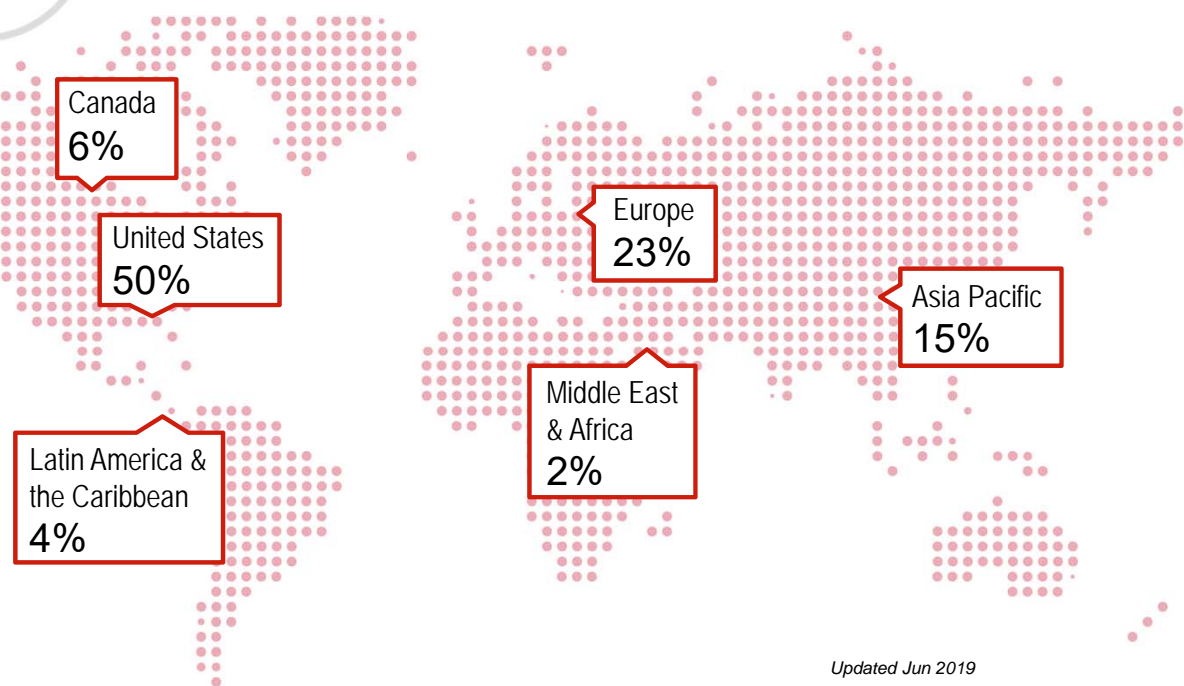 Canada
6%
United States
50%
Europe
23%
Asia Pacific
15%
Middle East
& Africa
2%
Latin America &
the Caribbean
4%
Updated Jun 2019